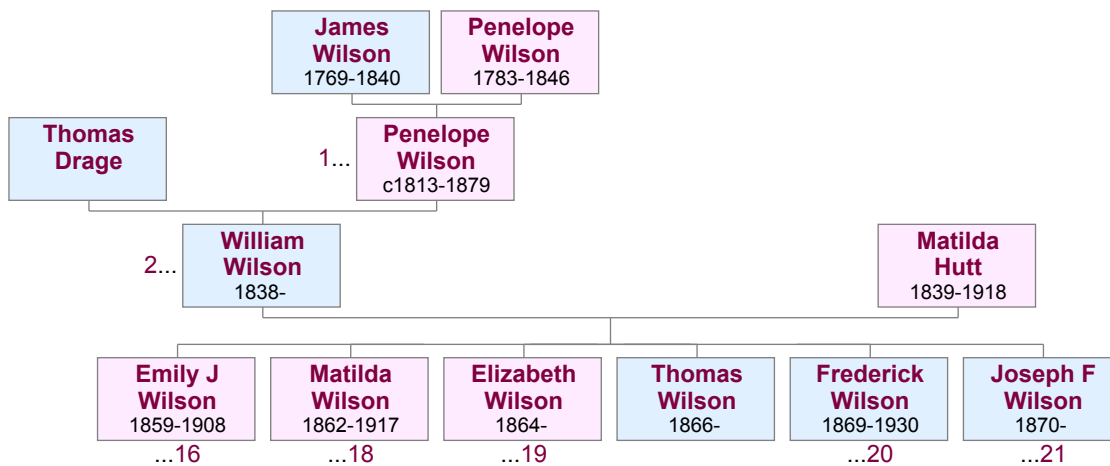 James
Wilson
1769-1840
Penelope
Wilson
1783-1846
Thomas
Drage
1...
Penelope
Wilson
c1813-1879
2...
William
Wilson
1838-
Matilda
Hutt
1839-1918
Emily J
Wilson
1859-1908
...16
Matilda
Wilson
1862-1917
...18
Elizabeth
Wilson
1864-
...19
Thomas
Wilson
1866-
Frederick
Wilson
1869-1930
...20
Joseph F
Wilson
1870-
...21